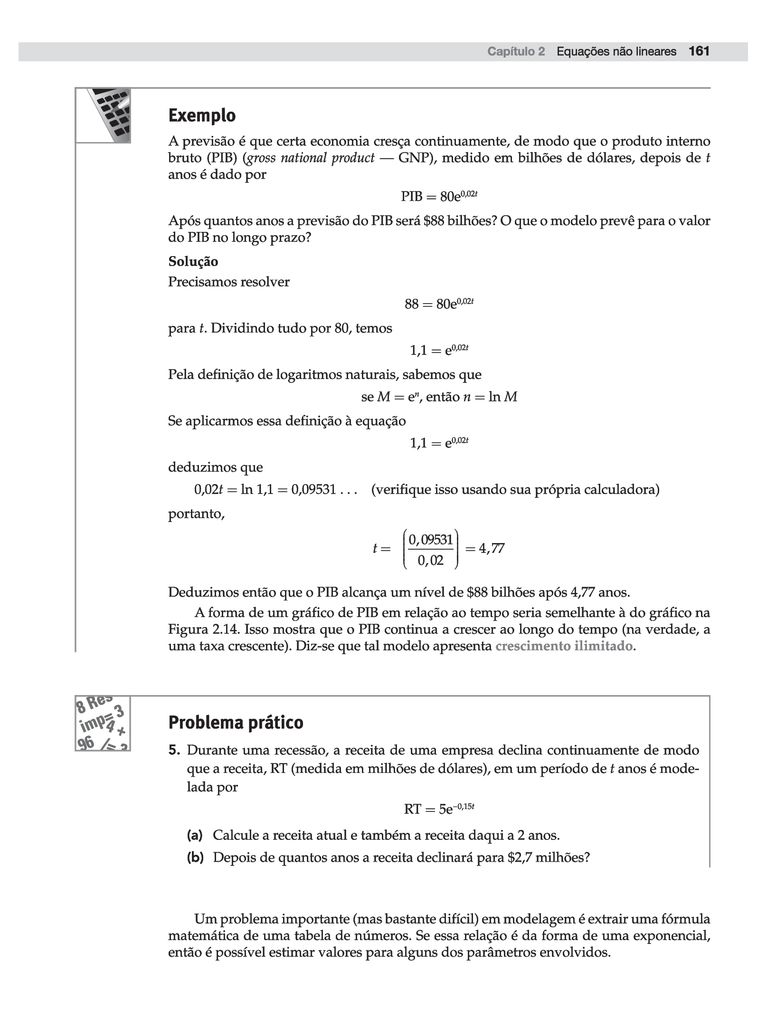 Capítulo 2 Equações não lineares 161
Exemplo
A previsão é que certa economia cresça continuamente, de modo que o produto interno
bruto (PIB) (gross national product — GNP), medido em bilhões de dólares, depois de t
anos é dado por
PIB = 80e^0,02t
Após quantos anos a previsão do PIB será $88 bilhões? O que o modelo prevê para o valor
do PIB no longo prazo?
Solução
Precisamos resolver
88 = 80e^0,02t
para t. Dividindo tudo por 80, temos
1,1 = e^0,02t
Pela definição de logaritmos naturais, sabemos que
se M = e^n, então n = ln M
Se aplicarmos essa definição à equação
1,1 = e^0,02t
deduzimos que
0,02t = ln 1,1 = 0,09531 . . . (verifique isso usando sua própria calculadora)
portanto,
t = (0,09531/0,02) = 4,77
Deduzimos então que o PIB alcança um nível de $88 bilhões após 4,77 anos.
A forma de um gráfico de PIB em relação ao tempo seria semelhante à do gráfico na
Figura 2.14. Isso mostra que o PIB continua a crescer ao longo do tempo (na verdade, a
uma taxa crescente). Diz-se que tal modelo apresenta crescimento ilimitado.
8 Res
imp= 3
4 +
96
Problema prático
5. Durante uma recessão, a receita de uma empresa declina continuamente de modo
que a receita, RT (medida em milhões de dólares), em um período de t anos é mode-
lada por
RT = 5e^−0,15t
(a) Calcule a receita atual e também a receita daqui a 2 anos.
(b) Depois de quantos anos a receita declinará para $2,7 milhões?
Um problema importante (mas bastante difícil) em modelagem é extrair uma fórmula
matemática de uma tabela de números. Se essa relação é da forma de uma exponencial,
então é possível estimar valores para alguns dos parâmetros envolvidos.